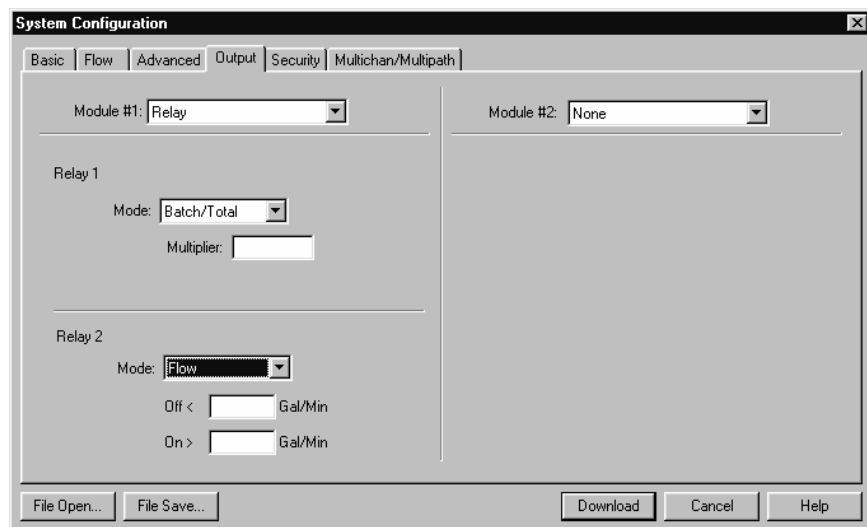 System Configuration
Basic Flow Advanced Output Security Multichan/Multipath
Module #1: Relay
Module #2: None
Relay 1
Mode: Batch/Total
Multiplier:
Relay 2
Mode: Flow
Off < Gal/Min
On > Gal/Min
File Open... File Save... Download Cancel Help